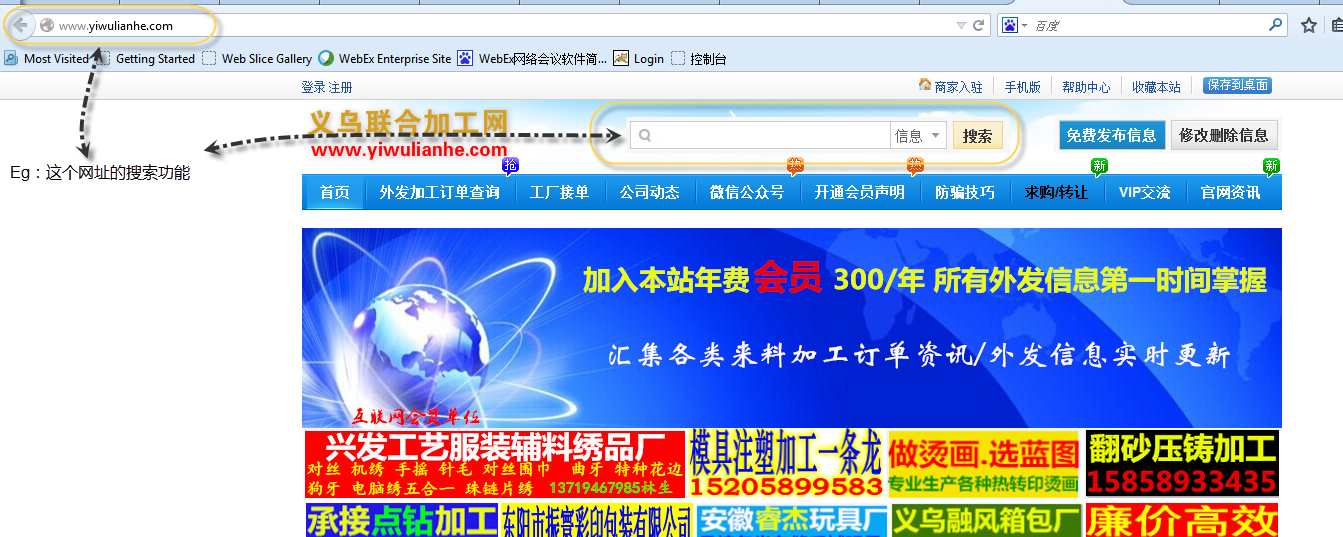 www.yiwulianhe.com
百度
Most Visited Getting Started Web Slice Gallery WebEx Enterprise Site WebEx网络会议软件简... Login 控制台
登录 注册 商家入驻 手机版 帮助中心 收藏本站 保存到桌面
义乌联合加工网
www.yiwulianhe.com
信息 搜索 免费发布信息 修改删除信息
Eg：这个网址的搜索功能
抢 热 热 新 新
首页 外发加工订单查询 工厂接单 公司动态 微信公众号 开通会员声明 防骗技巧 求购/转让 VIP交流 官网资讯
加入本站年费会员 300/年 所有外发信息第一时间掌握
汇集各类来料加工订单资讯/外发信息实时更新
互联网会员单位
兴发工艺服装辅料绣品厂
对丝 机绣 手摇 针毛 对丝围巾 曲牙 特种花边
狗牙 电脑绣五合一 珠链片绣 13719467985林生
模具注塑加工一条龙
15205899583
做烫画.选蓝图
专业生产各种热转印烫画
翻砂压铸加工
15858933435
承接点钻加工 东阳市振寰彩印包装有限公司 安徽睿杰玩具厂 义乌融风箱包厂 廉价高效